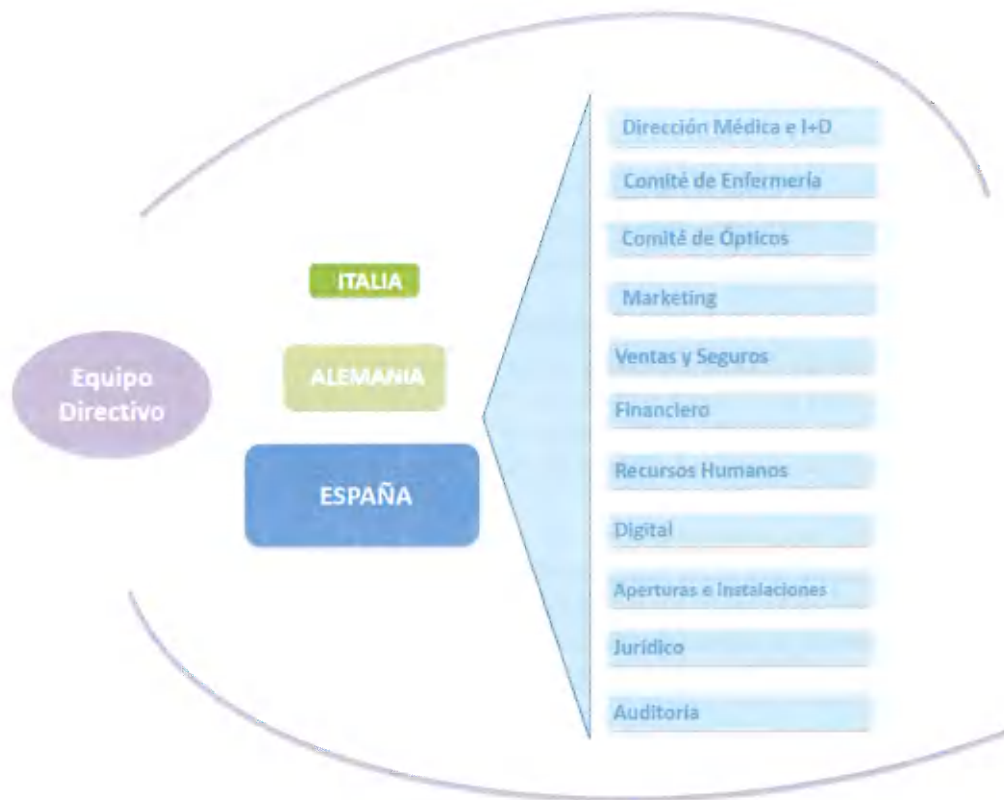 Equipo
Directivo
ITALIA
ALEMANIA
ESPAÑA
Dirección Médica e I+D
Comité de Enfermería
Comité de Ópticos
Marketing
Ventas y Seguros
Financiero
Recursos Humanos
Digital
Aperturas e Instalaciones
Jurídico
Auditoría